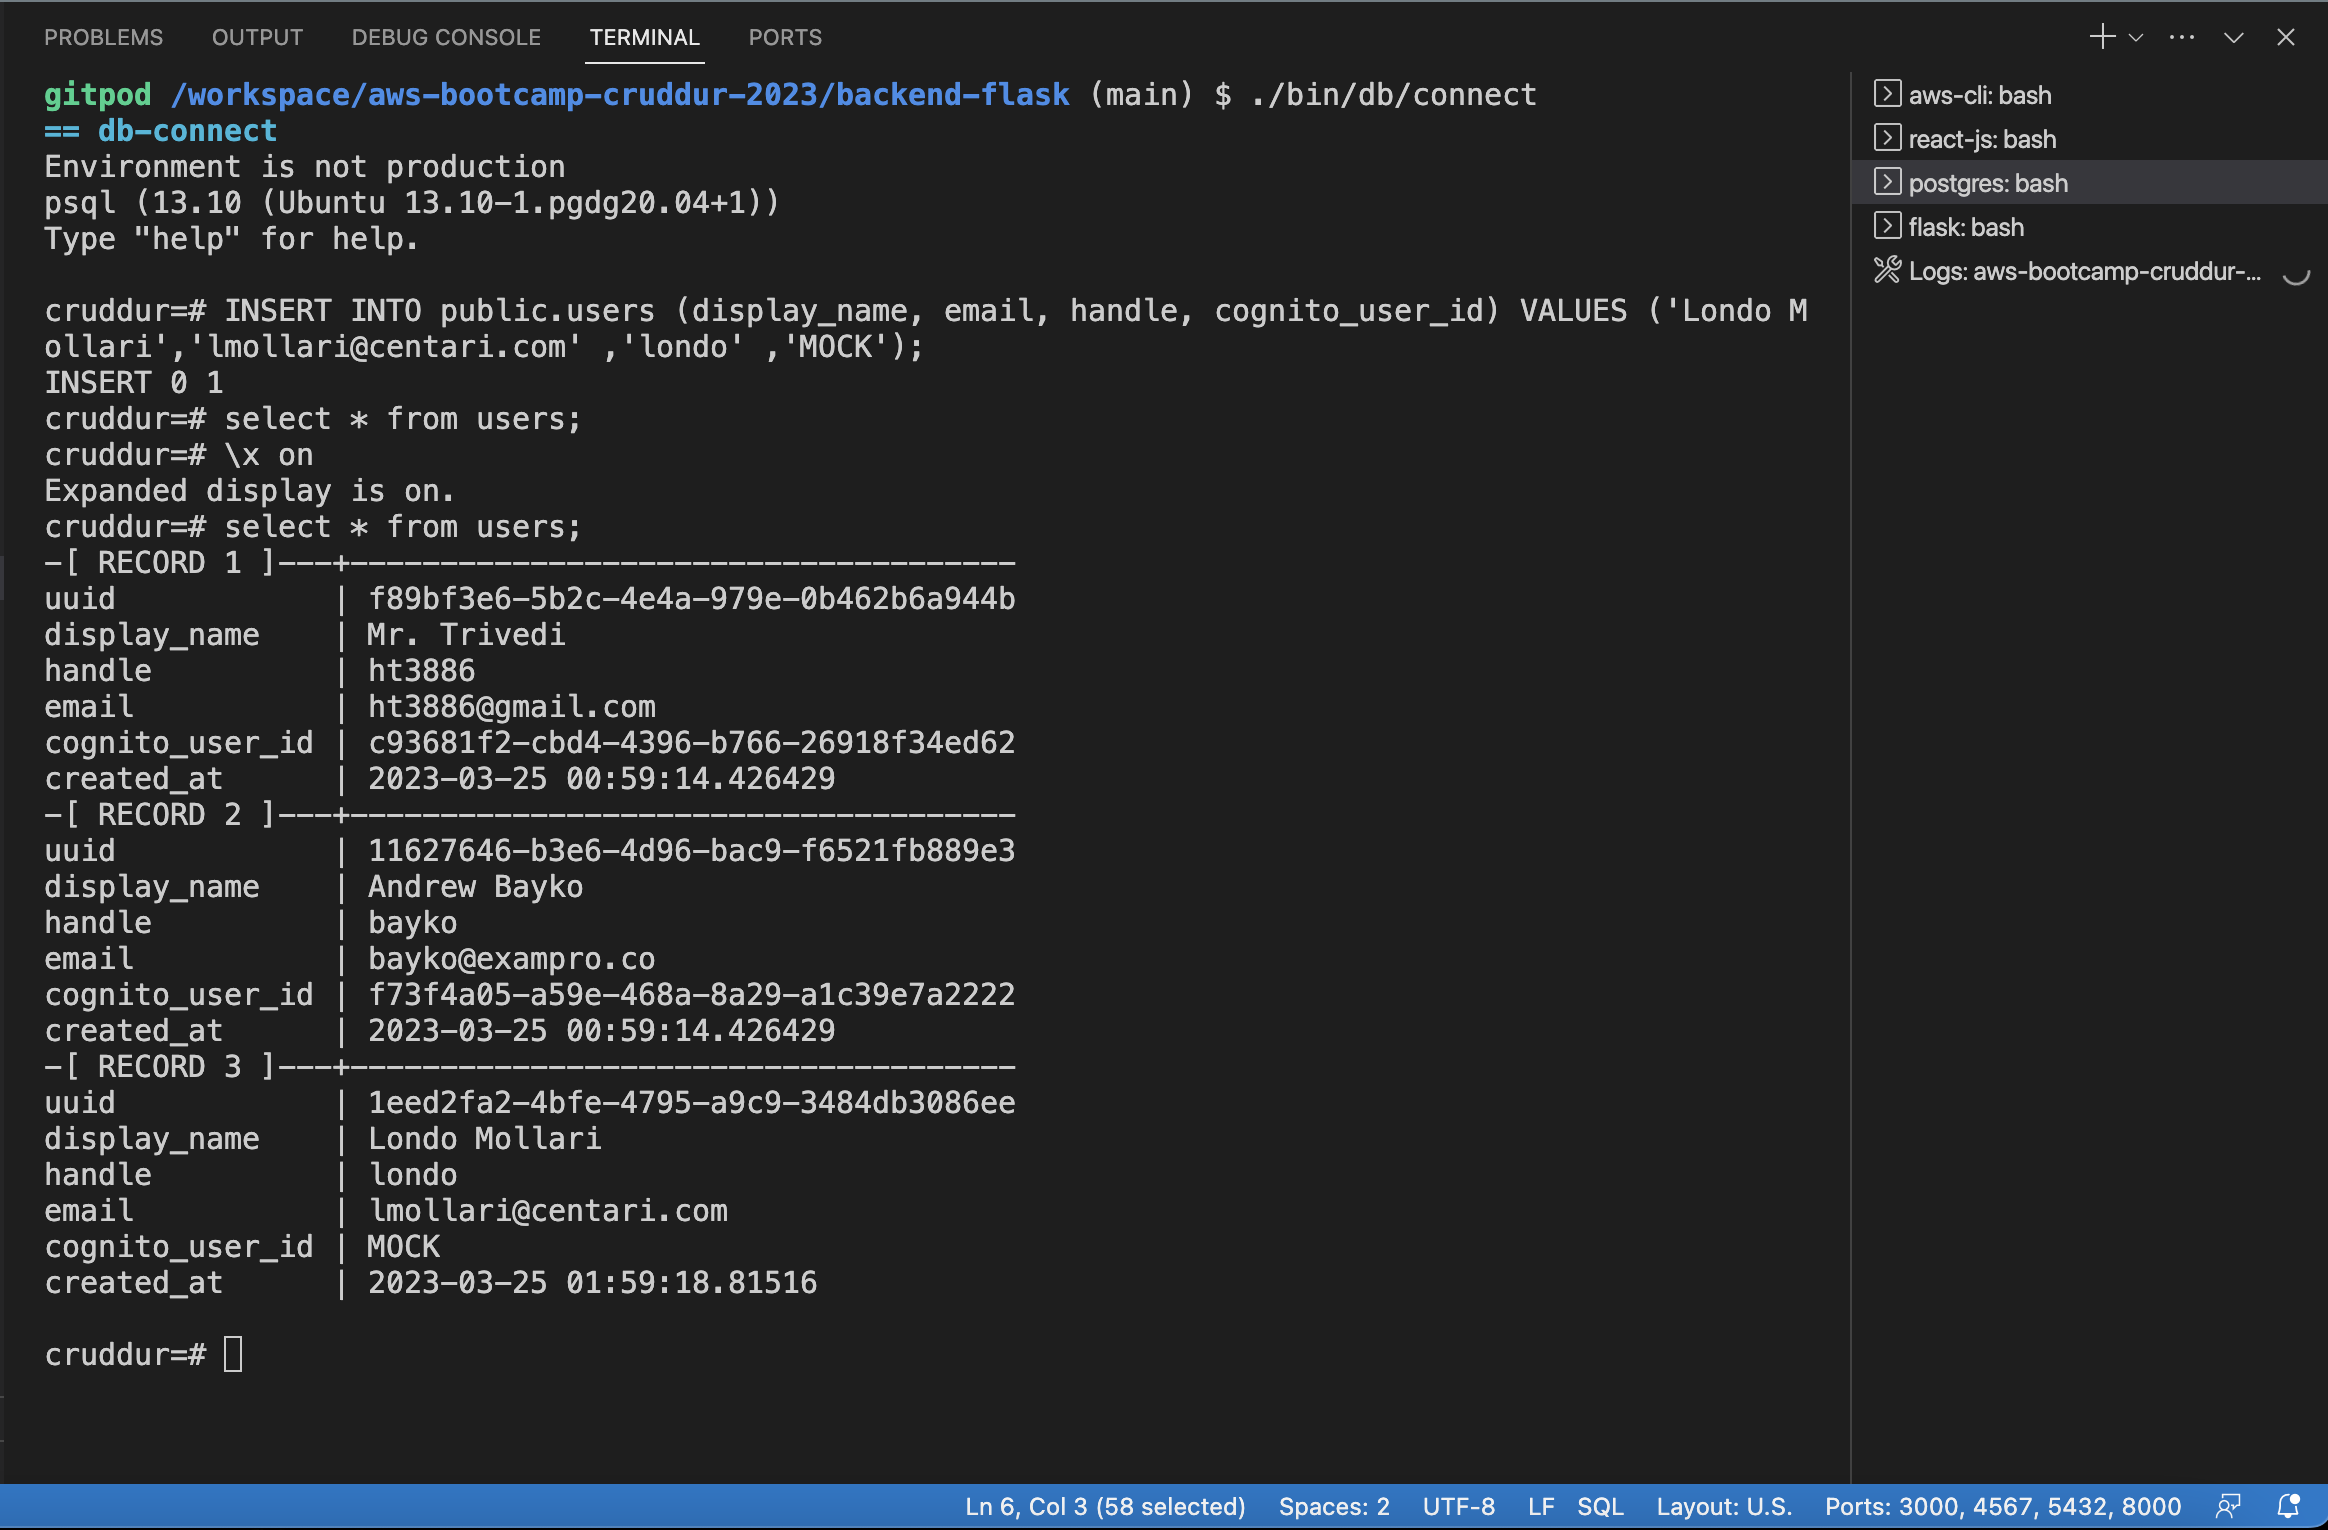 PROBLEMS OUTPUT DEBUG CONSOLE TERMINAL PORTS
gitpod /workspace/aws-bootcamp-cruddur-2023/backend-flask (main) $ ./bin/db/connect
== db-connect
Environment is not production
psql (13.10 (Ubuntu 13.10-1.pgdg20.04+1))
Type "help" for help.
cruddur=# INSERT INTO public.users (display_name, email, handle, cognito_user_id) VALUES ('Londo M
ollari','lmollari@centari.com' ,'londo' ,'MOCK');
INSERT 0 1
cruddur=# select * from users;
cruddur=# \x on
Expanded display is on.
cruddur=# select * from users;
-[ RECORD 1 ]---+-------------------------------------
uuid            | f89bf3e6-5b2c-4e4a-979e-0b462b6a944b
display_name    | Mr. Trivedi
handle          | ht3886
email           | ht3886@gmail.com
cognito_user_id | c93681f2-cbd4-4396-b766-26918f34ed62
created_at      | 2023-03-25 00:59:14.426429
-[ RECORD 2 ]---+-------------------------------------
uuid            | 11627646-b3e6-4d96-bac9-f6521fb889e3
display_name    | Andrew Bayko
handle          | bayko
email           | bayko@exampro.co
cognito_user_id | f73f4a05-a59e-468a-8a29-a1c39e7a2222
created_at      | 2023-03-25 00:59:14.426429
-[ RECORD 3 ]---+-------------------------------------
uuid            | 1eed2fa2-4bfe-4795-a9c9-3484db3086ee
display_name    | Londo Mollari
handle          | londo
email           | lmollari@centari.com
cognito_user_id | MOCK
created_at      | 2023-03-25 01:59:18.81516
cruddur=#
aws-cli: bash
react-js: bash
postgres: bash
flask: bash
Logs: aws-bootcamp-cruddur-...
Ln 6, Col 3 (58 selected) Spaces: 2 UTF-8 LF SQL Layout: U.S. Ports: 3000, 4567, 5432, 8000